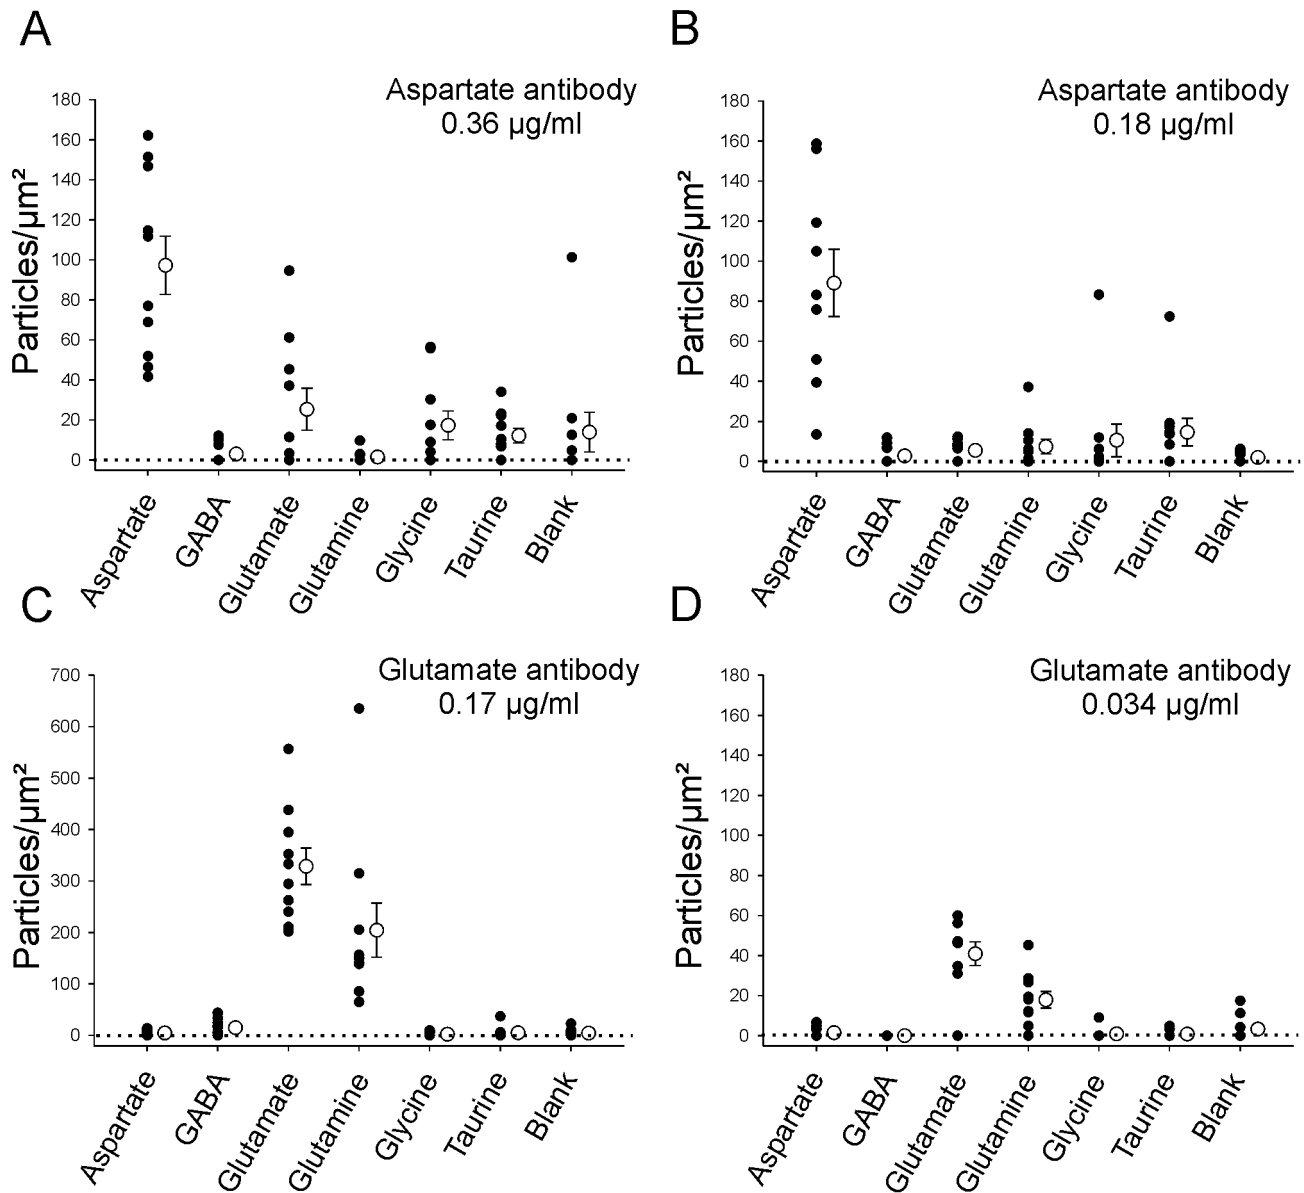 A
Aspartate antibody
0.36 µg/ml
Particles/µm²
180
160
140
120
100
80
60
40
20
0
Aspartate
GABA
Glutamate
Glutamine
Glycine
Taurine
Blank
B
Aspartate antibody
0.18 µg/ml
Particles/µm²
180
160
140
120
100
80
60
40
20
0
Aspartate
GABA
Glutamate
Glutamine
Glycine
Taurine
Blank
C
Glutamate antibody
0.17 µg/ml
Particles/µm²
700
600
500
400
300
200
100
0
Aspartate
GABA
Glutamate
Glutamine
Glycine
Taurine
Blank
D
Glutamate antibody
0.034 µg/ml
Particles/µm²
180
160
140
120
100
80
60
40
20
0
Aspartate
GABA
Glutamate
Glutamine
Glycine
Taurine
Blank